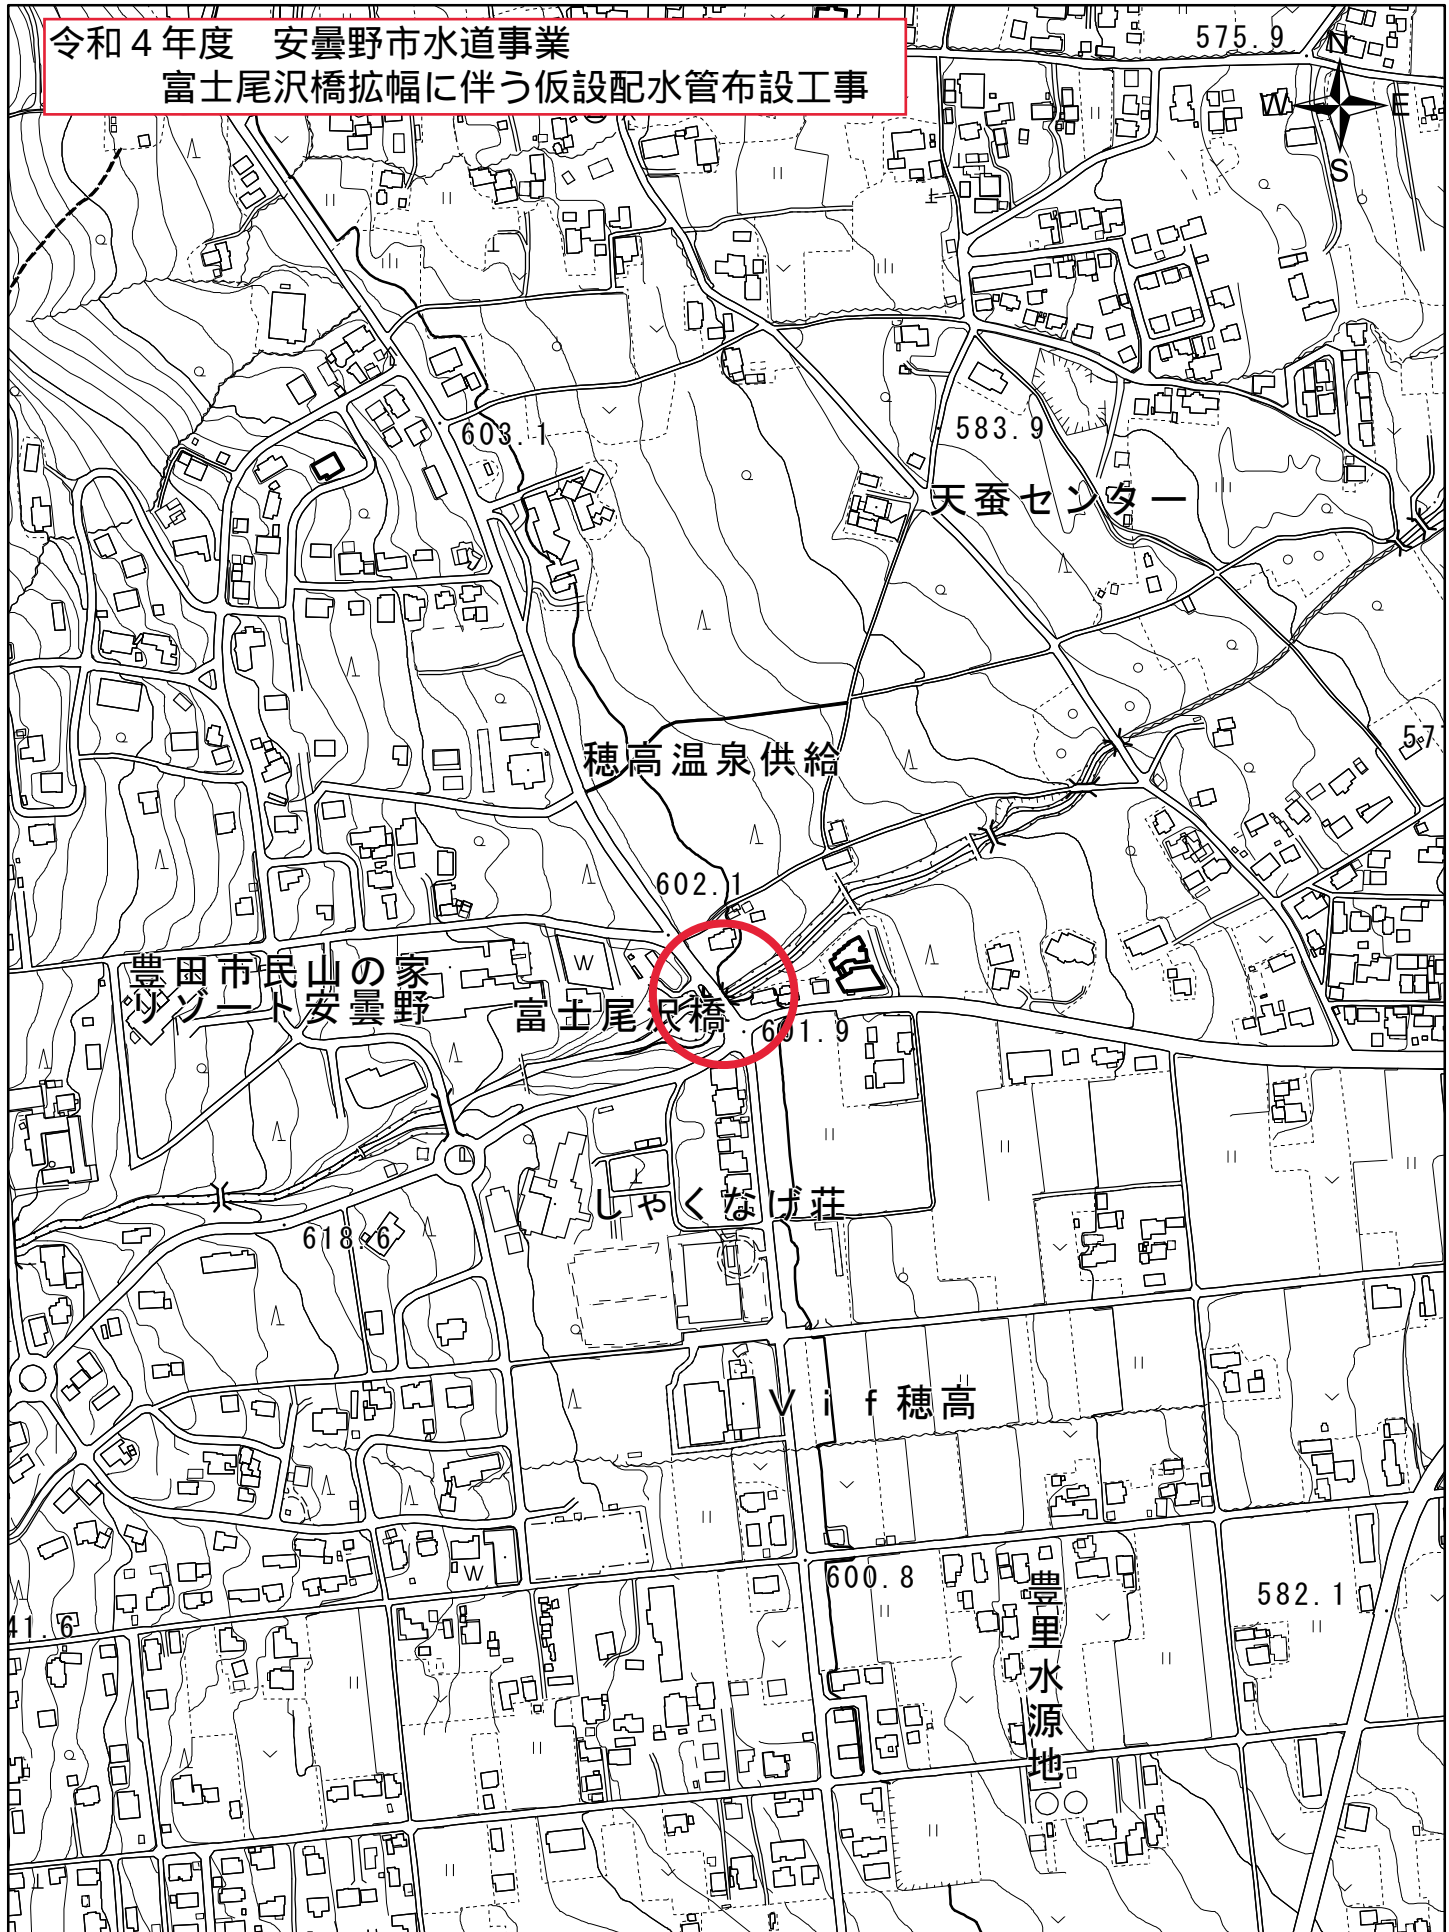 令和４年度　安曇野市水道事業
富士尾沢橋拡幅に伴う仮設配水管布設工事
575.9
N
W
E
S
603.1
583.9
天蚕センター
穂高温泉供給
577
602.1
豊田市民山の家
リゾート安曇野
W
富士尾沢橋
601.9
しゃくなげ荘
618.6
Ｖｉｆ穂高
W
600.8
582.1
豊里水源地
41.6